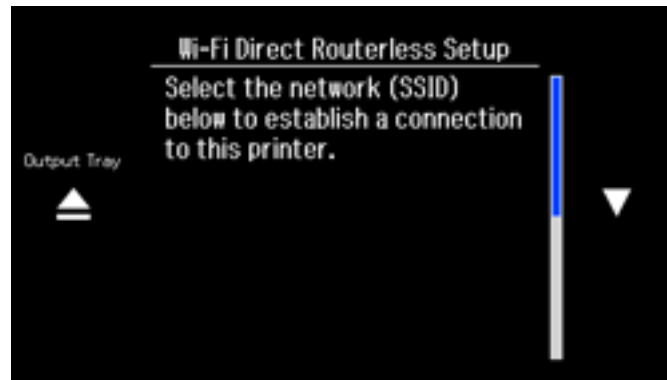 Wi-Fi Direct Routerless Setup
Select the network (SSID)
below to establish a connection
to this printer.
Output Tray